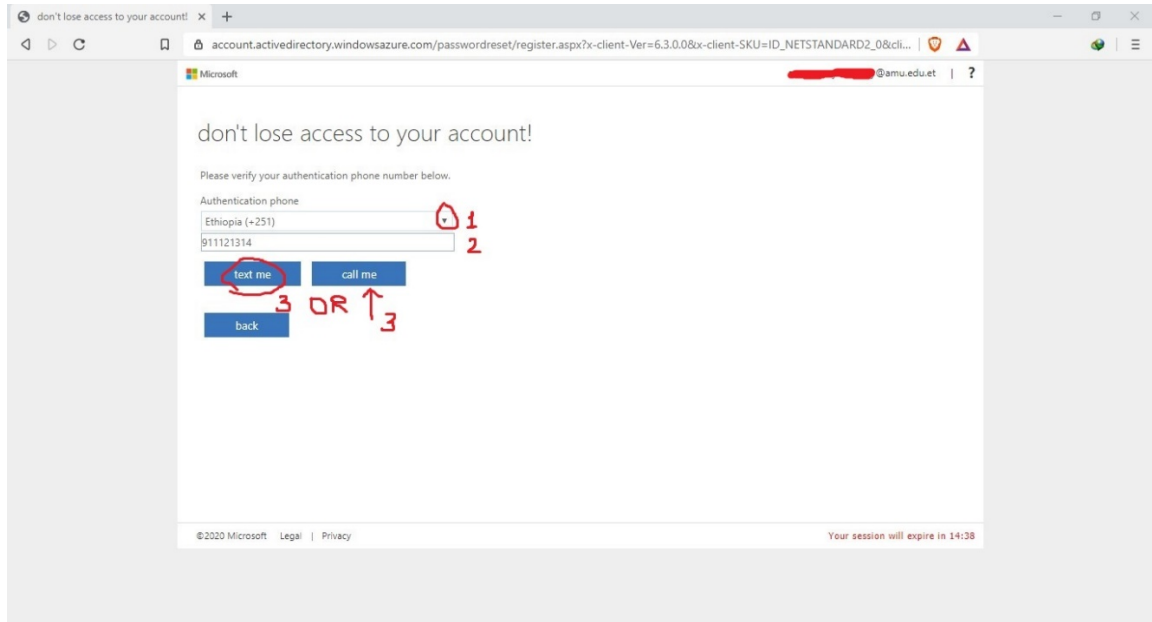 don't lose access to your account!
account.activedirectory.windowsazure.com/passwordreset/register.aspx?x-client-Ver=6.3.0.0&x-client-SKU=ID_NETSTANDARD2_0&cli...
Microsoft @amu.edu.et | ?
don't lose access to your account!
Please verify your authentication phone number below.
Authentication phone
Ethiopia (+251) 1
911121314 2
text me call me
3 OR 3
back
©2020 Microsoft Legal | Privacy Your session will expire in 14:38